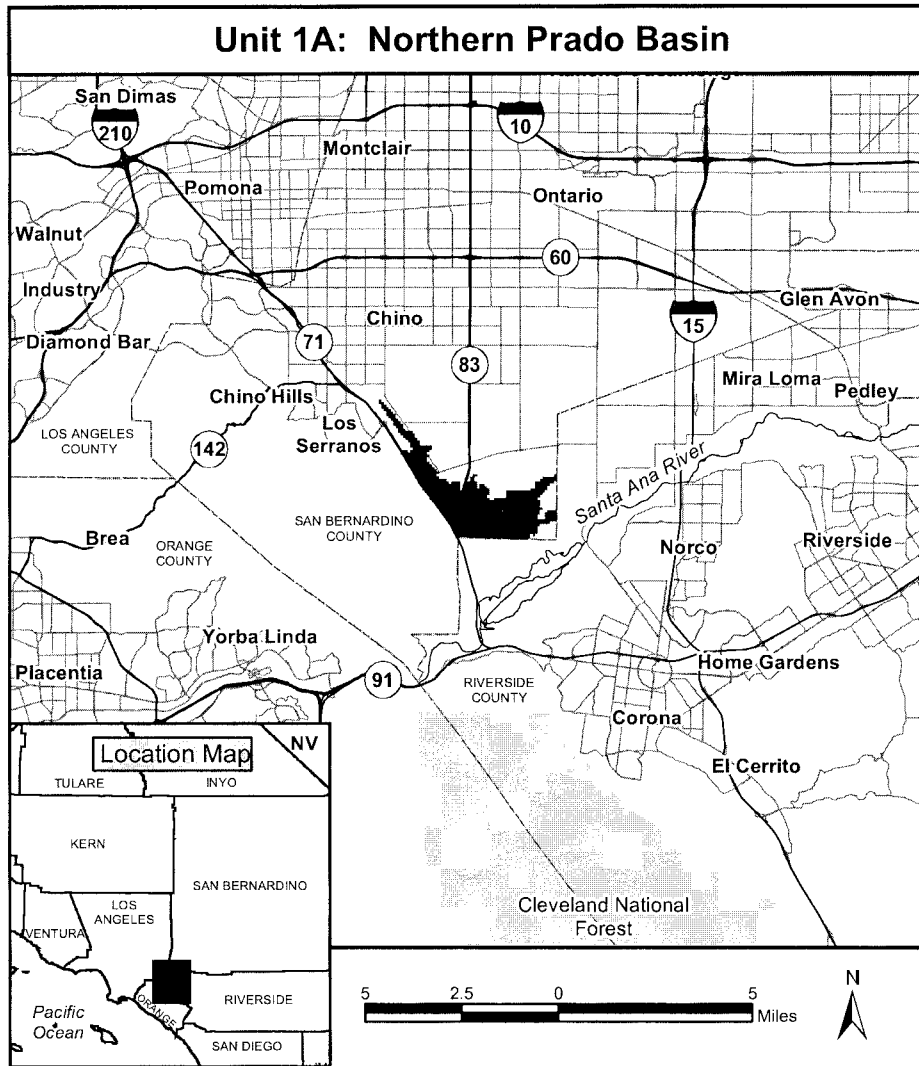 Unit 1A: Northern Prado Basin
San Dimas
210
10
Montclair
Pomona
Ontario
Walnut
60
Industry
Glen Avon
Chino
15
71
Diamond Bar
83
Mira Loma
Pedley
Chino Hills
Los
Serranos
LOS ANGELES
COUNTY
142
Santa Ana River
SAN BERNARDINO
COUNTY
Brea
ORANGE
COUNTY
Norco
Riverside
Yorba Linda
Placentia
91
Home Gardens
RIVERSIDE
COUNTY
Corona
El Cerrito
Cleveland National
Forest
Location Map
NV
TULARE
INYO
KERN
SAN BERNARDINO
LOS
ANGELES
VENTURA
ORANGE
RIVERSIDE
Pacific
Ocean
SAN DIEGO
5
2.5
0
5
Miles
N